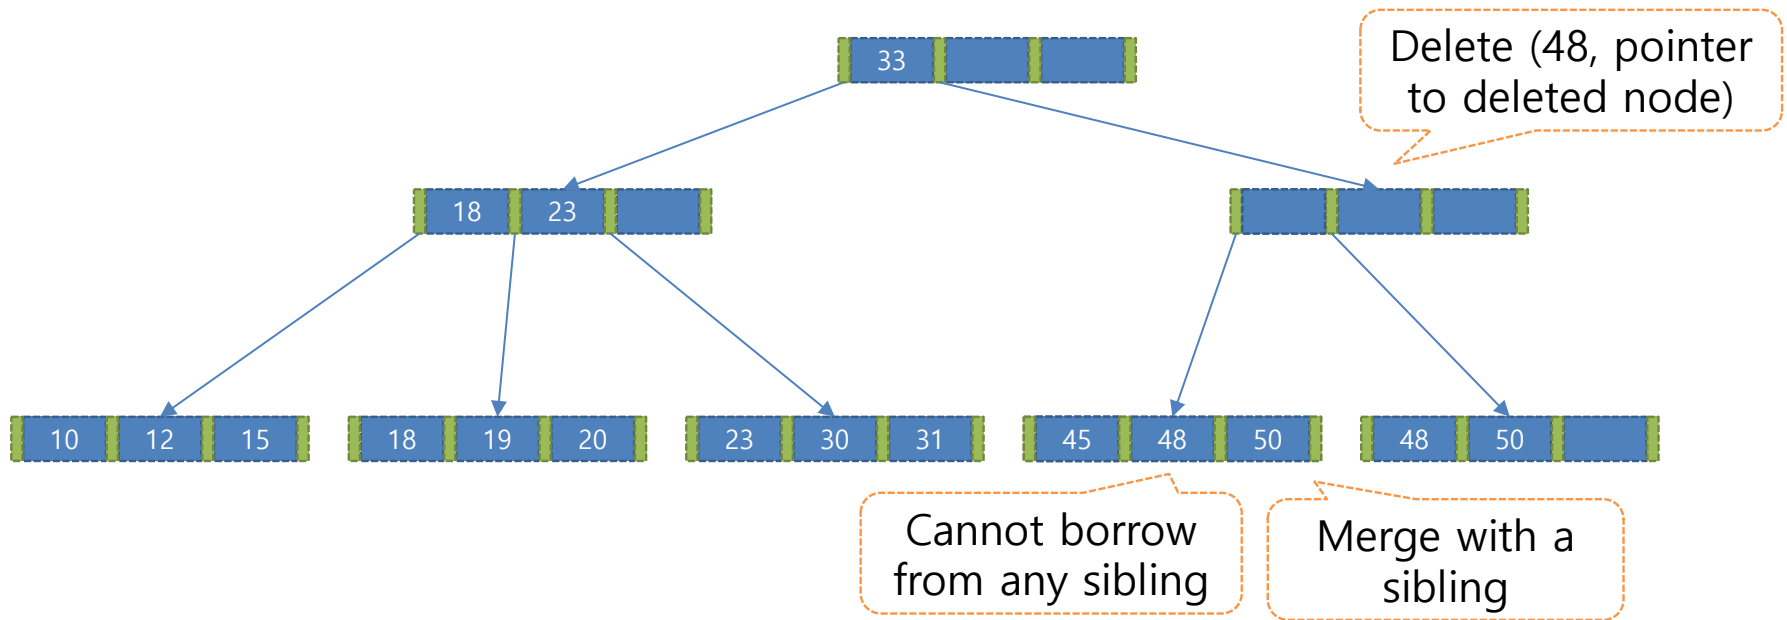 33
Delete (48, pointer
to deleted node)
18 23
10 12 15
18 19 20
23 30 31
45 48 50
48 50
Cannot borrow
from any sibling
Merge with a
sibling